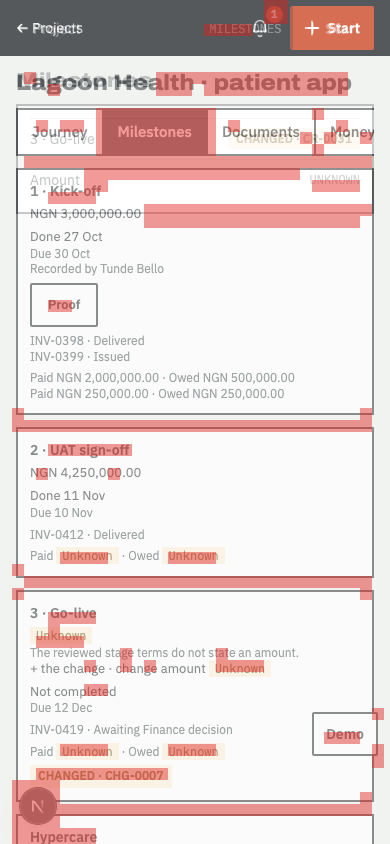 ← Projects
MILESTONES
1
+ Start
Lagoon Health · patient app
Journey
Milestones
Documents
Money
3 · Go-live
CHANGED · CR-0031
Amount
UNKNOWN
1 · Kick-off
NGN 3,000,000.00
Done 27 Oct
Due 30 Oct
Recorded by Tunde Bello
Proof
INV-0398 · Delivered
INV-0399 · Issued
Paid NGN 2,000,000.00 · Owed NGN 500,000.00
Paid NGN 250,000.00 · Owed NGN 250,000.00
2 · UAT sign-off
NGN 4,250,000.00
Done 11 Nov
Due 10 Nov
INV-0412 · Delivered
Paid Unknown · Owed Unknown
3 · Go-live
Unknown
The reviewed stage terms do not state an amount.
+ the change · change amount Unknown
Not completed
Due 12 Dec
INV-0419 · Awaiting Finance decision
Demo
Paid Unknown · Owed Unknown
CHANGED · CHG-0007
N
Hypercare